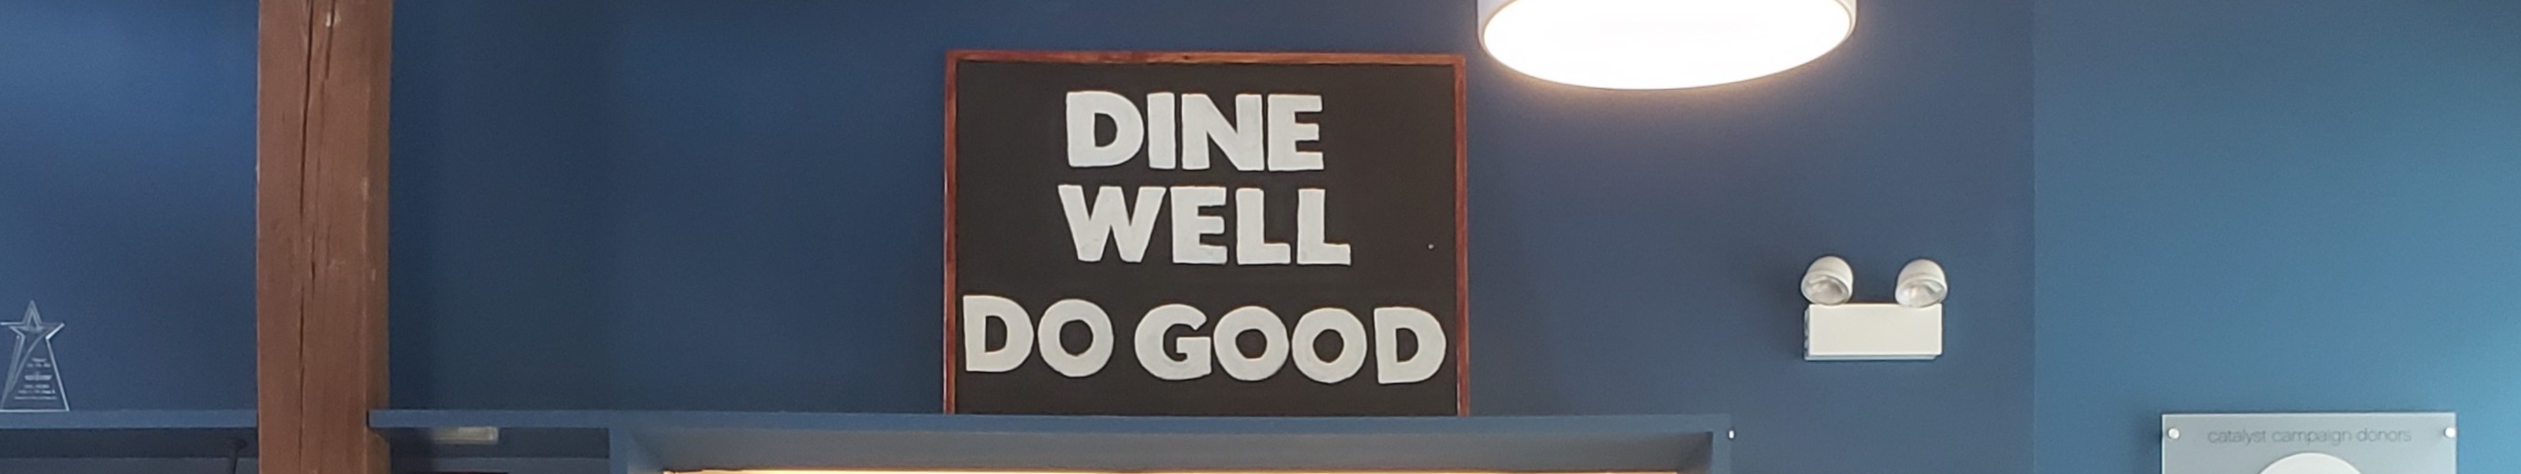 DINE
WELL
DO GOOD
catalyst campaign donors